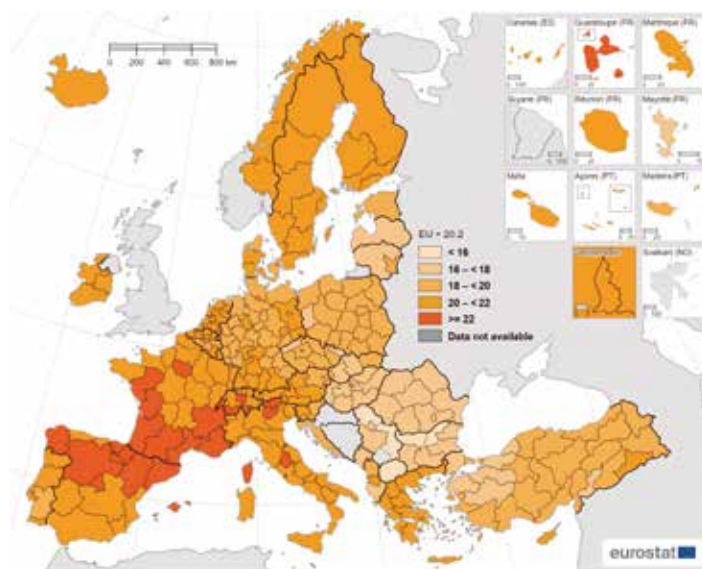 0 200 400 600 800 km
Canarias (ES)
Guadeloupe (FR)
Martinique (FR)
Guyane (FR)
Réunion (FR)
Mayotte (FR)
Malta
Açores (PT)
Madeira (PT)
Liechtenstein
Svalbard (NO)
EU = 20.2
< 16
16 – < 18
18 – < 20
20 – < 22
>= 22
Data not available
eurostat